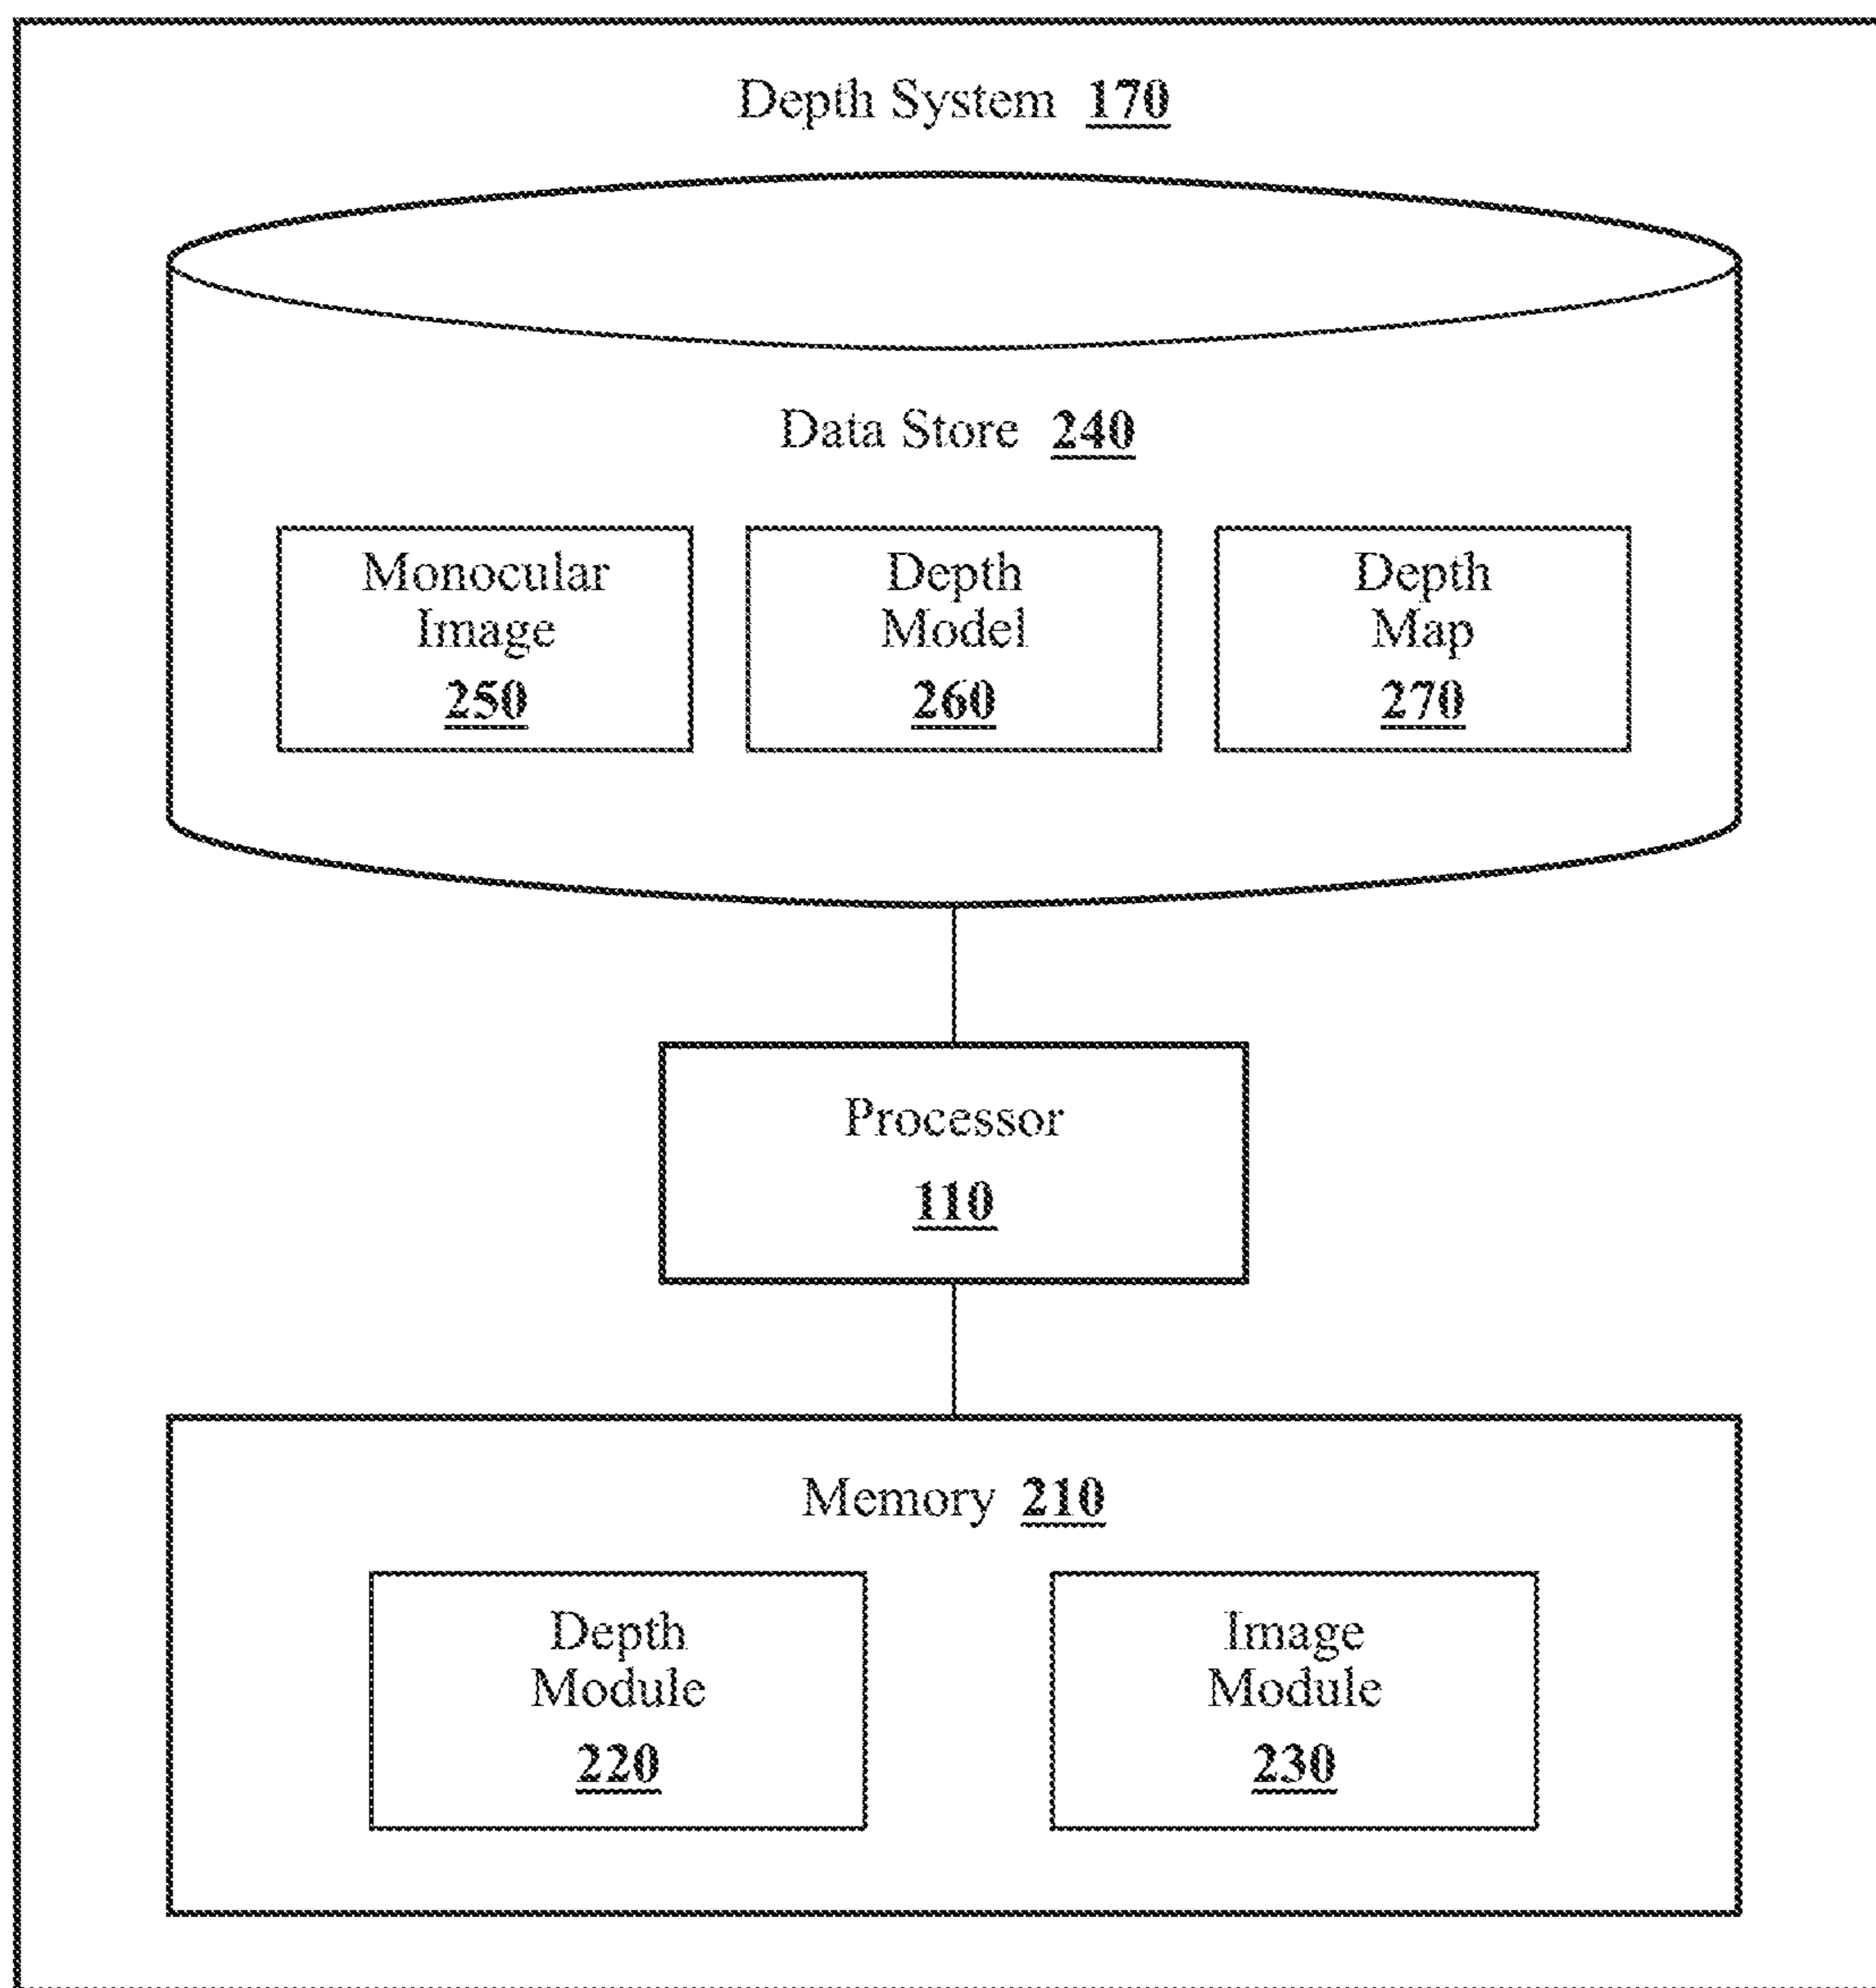 Depth System 170
Data Store 240
Monocular
Image
250
Depth
Model
260
Depth
Map
270
Processor
110
Memory 210
Depth
Module
220
Image
Module
230